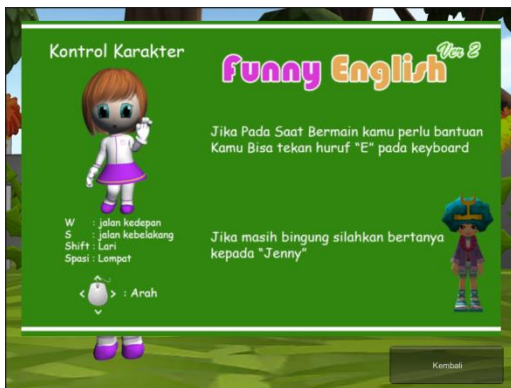 Kontrol Karakter
Funny English Ver 2
Jika Pada Saat Bermain kamu perlu bantuan
Kamu Bisa tekan huruf "E" pada keyboard
W : jalan kedepan
S : jalan kebelakang
Shift : Lari
Spasi : Lompat
: Arah
Jika masih bingung silahkan bertanya
kepada "Jenny"
Kembali